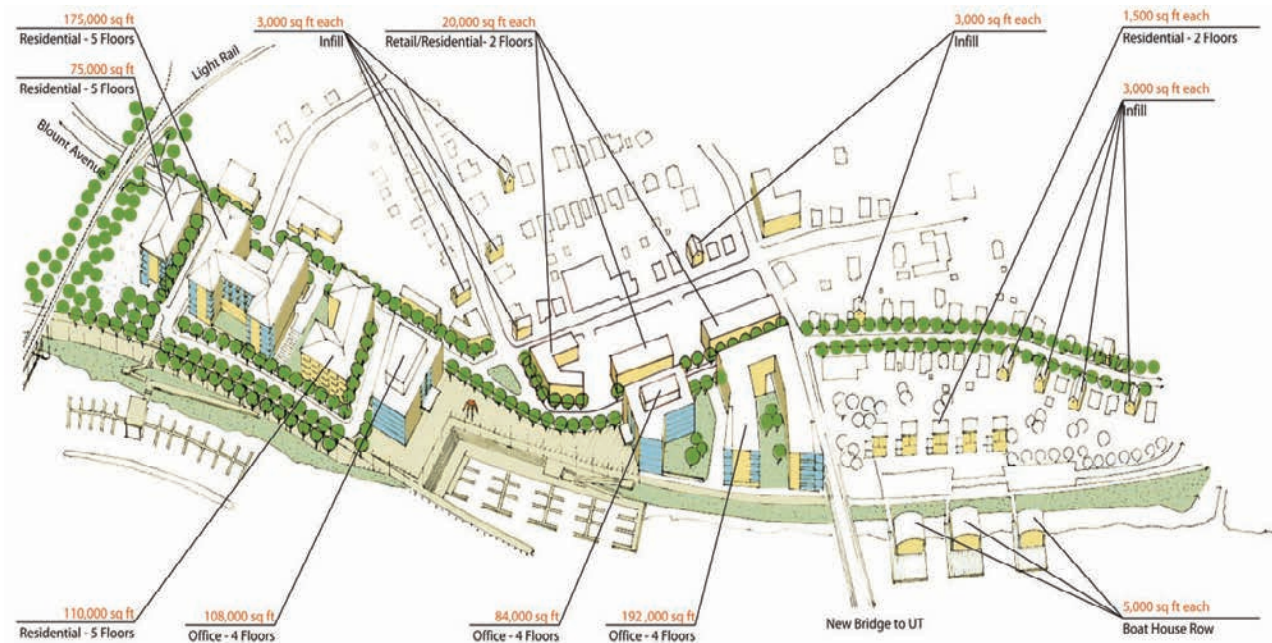 175,000 sq ft
Residential - 5 Floors
3,000 sq ft each
Infill
20,000 sq ft each
Retail/Residential- 2 Floors
3,000 sq ft each
Infill
1,500 sq ft each
Residential - 2 Floors
75,000 sq ft
Residential - 5 Floors
Light Rail
3,000 sq ft each
Infill
Blount Avenue
110,000 sq ft
Residential - 5 Floors
108,000 sq ft
Office - 4 Floors
84,000 sq ft
Office - 4 Floors
192 ,000 sq ft
Office - 4 Floors
New Bridge to UT
5,000 sq ft each
Boat House Row